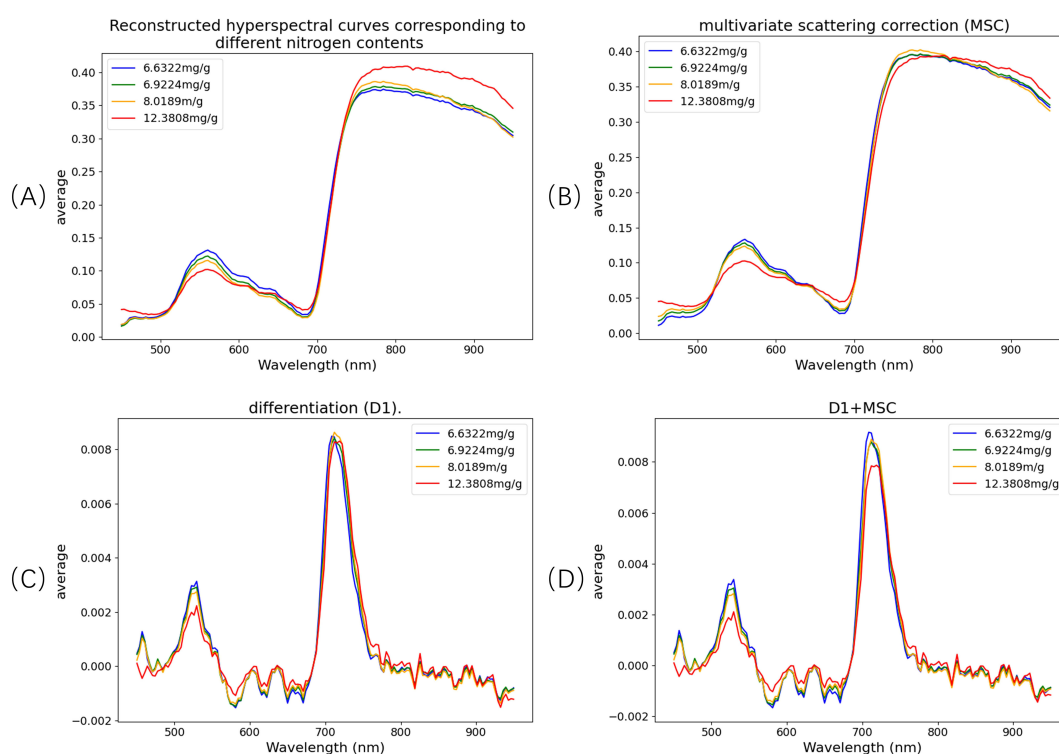 Reconstructed hyperspectral curves corresponding to
different nitrogen contents
6.6322mg/g
6.9224mg/g
8.0189m/g
12.3808mg/g
0.40
0.35
0.30
0.25
0.20
0.15
0.10
0.05
0.00
average
(A)
500 600 700 800 900
Wavelength (nm)
multivariate scattering correction (MSC)
6.6322mg/g
6.9224mg/g
8.0189m/g
12.3808mg/g
0.40
0.35
0.30
0.25
0.20
0.15
0.10
0.05
0.00
average
(B)
500 600 700 800 900
Wavelength (nm)
differentiation (D1).
6.6322mg/g
6.9224mg/g
8.0189m/g
12.3808mg/g
0.008
0.006
0.004
0.002
0.000
−0.002
average
(C)
500 600 700 800 900
Wavelength (nm)
D1+MSC
6.6322mg/g
6.9224mg/g
8.0189m/g
12.3808mg/g
0.008
0.006
0.004
0.002
0.000
−0.002
average
(D)
500 600 700 800 900
Wavelength (nm)